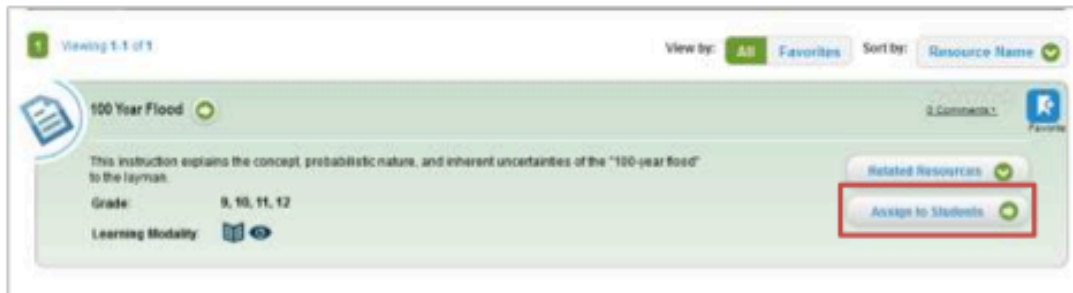 1 Viewing 1-1 of 1 View by: All Favorites Sort by: Resource Name
100 Year Flood 0 Comments
Favorite
This instruction explains the concept, probabilistic nature, and inherent uncertainties of the "100-year flood"
to the layman.
Related Resources
Grade: 9, 10, 11, 12
Assign to Students
Learning Modality: